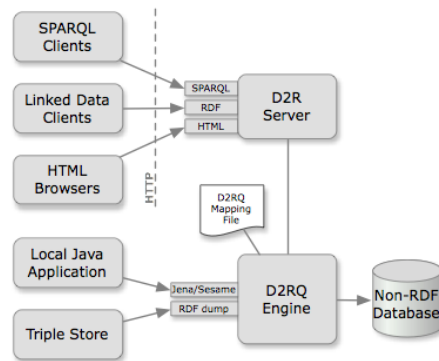 SPARQL
Clients
Linked Data
Clients
HTML
Browsers
HTTP
SPARQL
RDF
HTML
D2R
Server
D2RQ
Mapping
File
Local Java
Application
Triple Store
Jena/Sesame
RDF dump
D2RQ
Engine
Non-RDF
Database